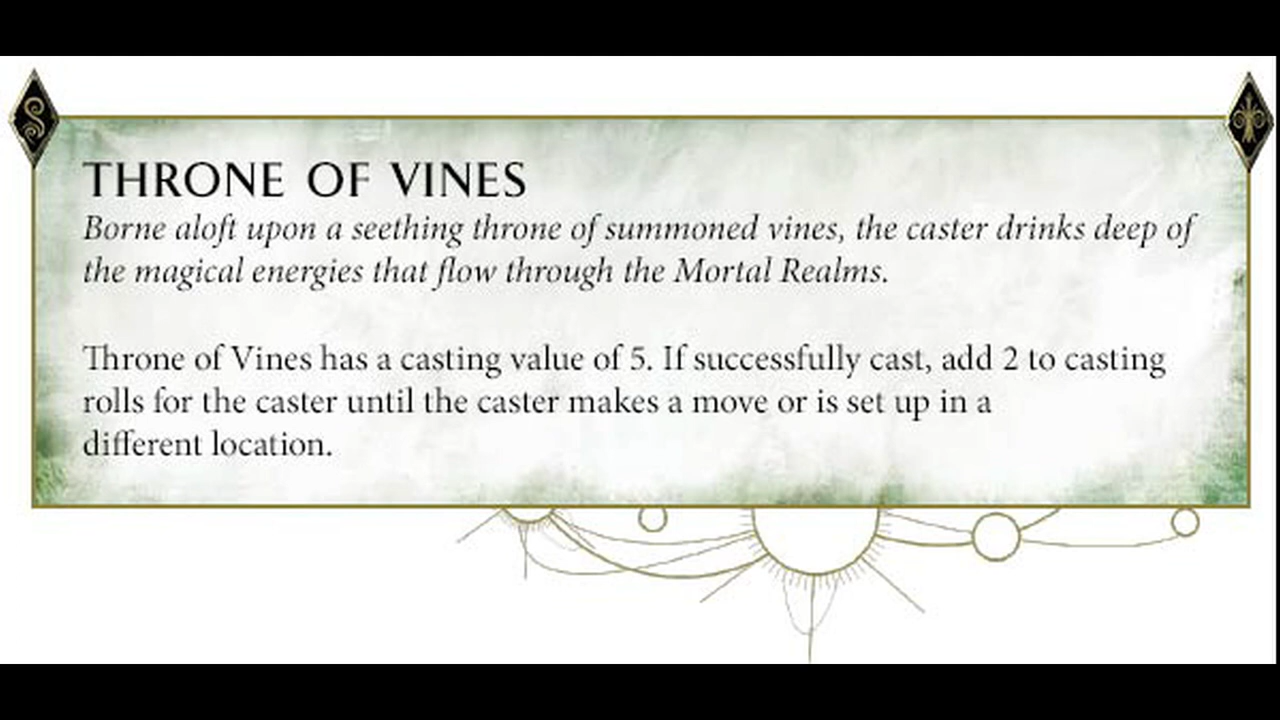 THRONE OF VINES
Borne aloft upon a seething throne of summoned vines, the caster drinks deep of
the magical energies that flow through the Mortal Realms.
Throne of Vines has a casting value of 5. If successfully cast, add 2 to casting
rolls for the caster until the caster makes a move or is set up in a
different location.